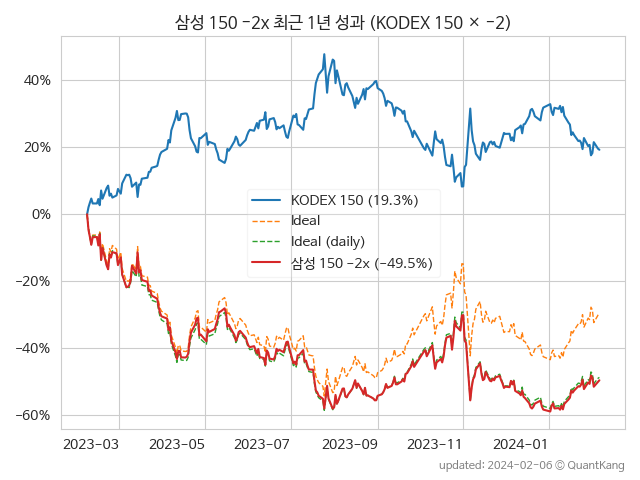 삼성 150 −2x 최근 1년 성과 (KODEX 150 × −2)
40%
20%
0%
−20%
−40%
−60%
KODEX 150 (19.3%)
Ideal
Ideal (daily)
삼성 150 −2x (−49.5%)
2023-03 2023-05 2023-07 2023-09 2023-11 2024-01
updated: 2024-02-06 © QuantKang